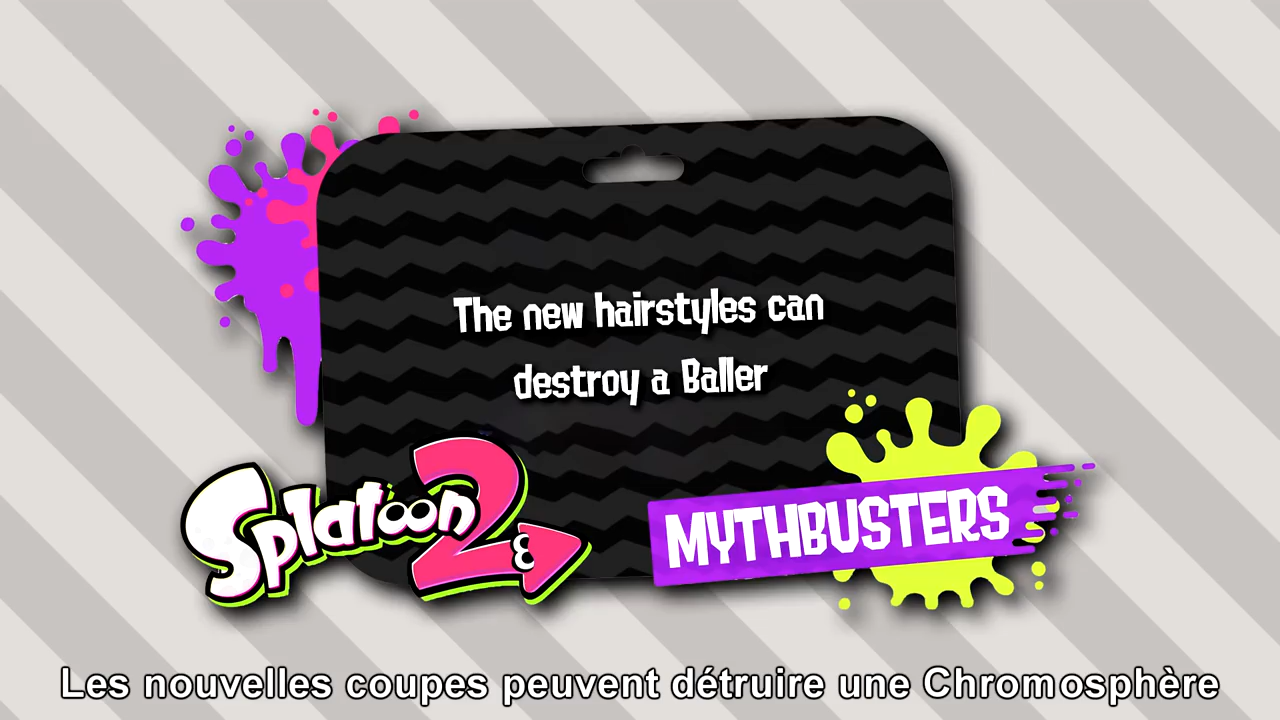 The new hairstyles can
destroy a Baller
Splatoon 2
MYTHBUSTERS
Les nouvelles coupes peuvent détruire une Chromosphère